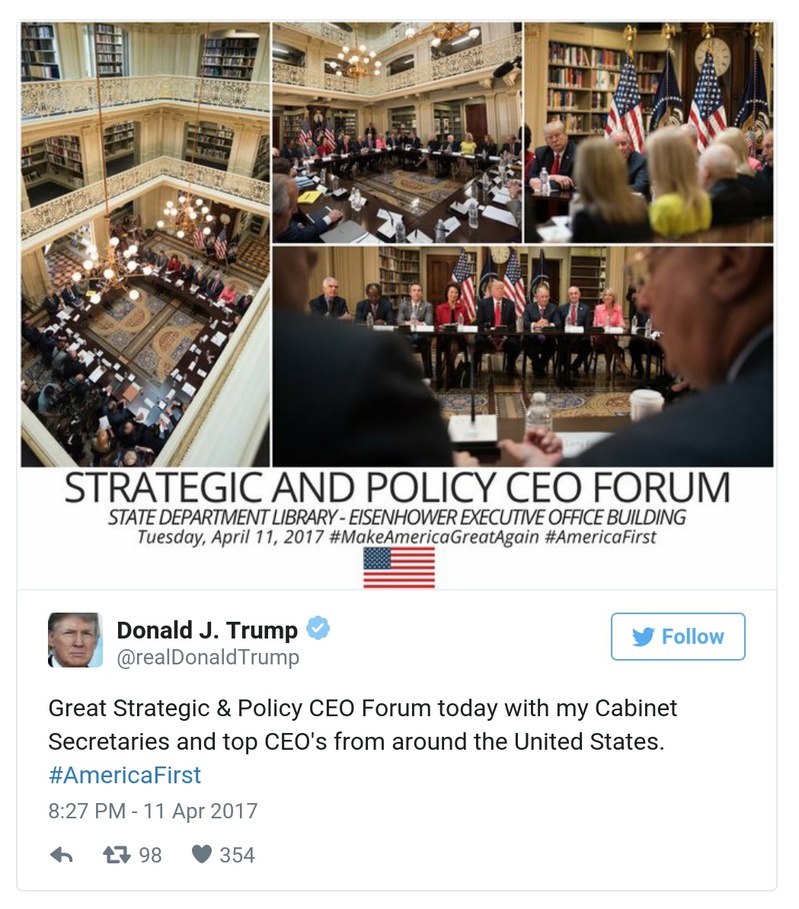 STRATEGIC AND POLICY CEO FORUM
STATE DEPARTMENT LIBRARY - EISENHOWER EXECUTIVE OFFICE BUILDING
Tuesday, April 11, 2017 #MakeAmericaGreatAgain #AmericaFirst
Donald J. Trump
@realDonaldTrump
Follow
Great Strategic & Policy CEO Forum today with my Cabinet
Secretaries and top CEO's from around the United States.
#AmericaFirst
8:27 PM - 11 Apr 2017
98 354